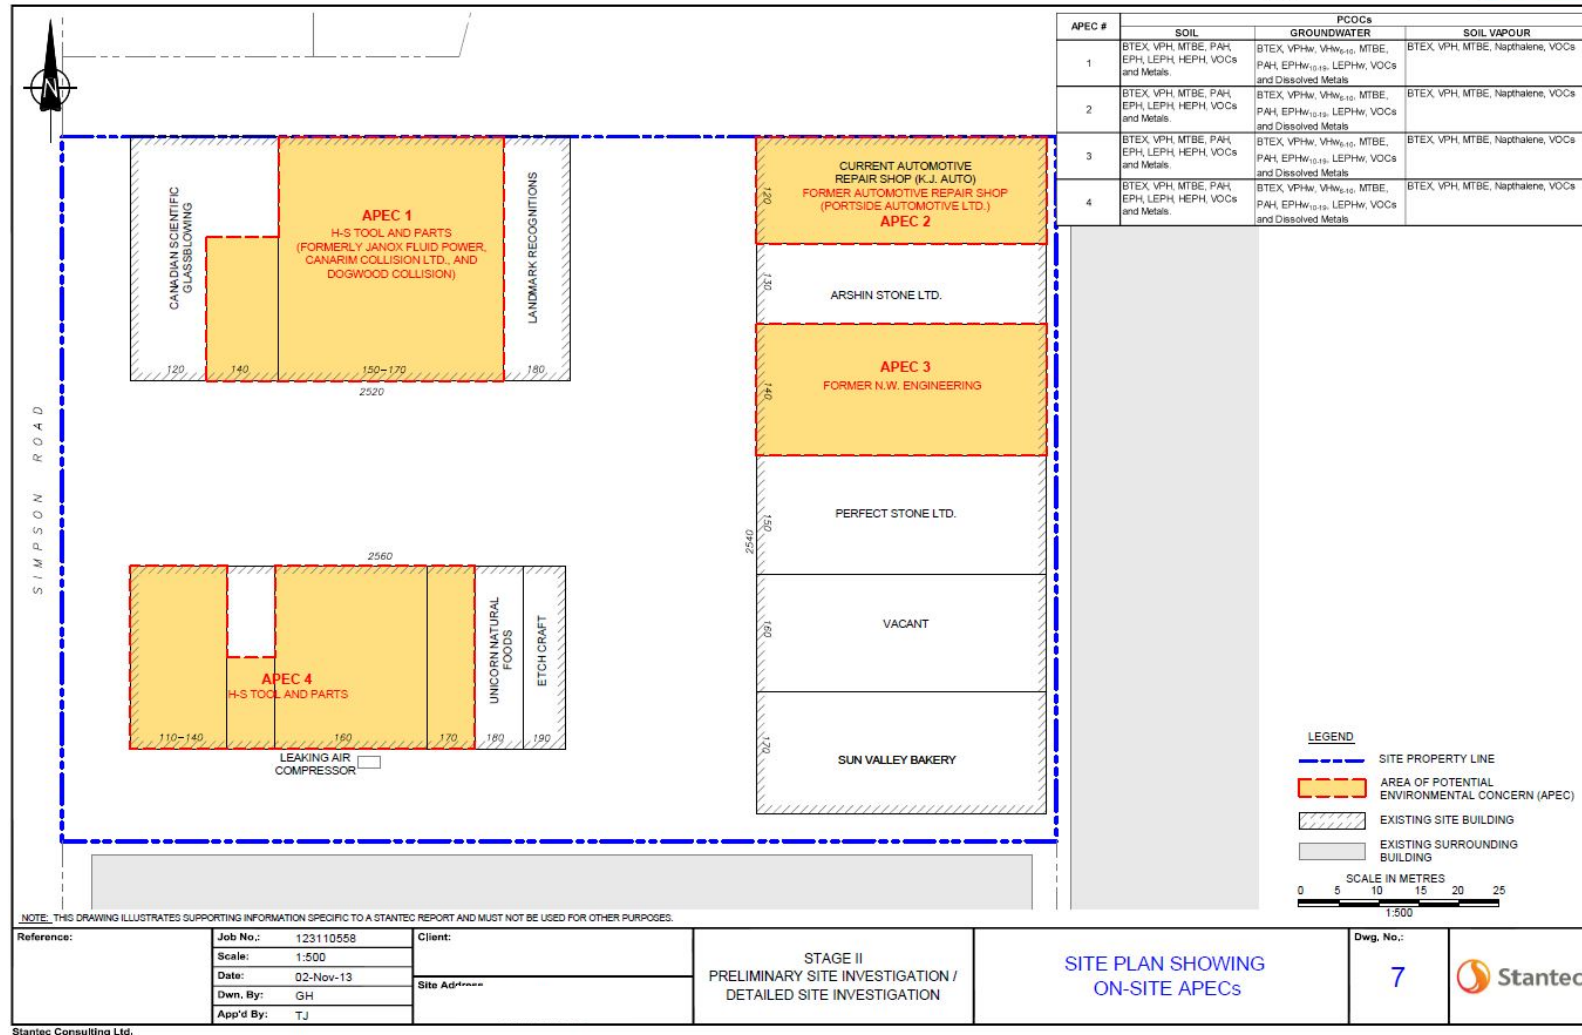 N
APEC #
PCOCs
SOIL
GROUNDWATER
SOIL VAPOUR
1
BTEX, VPH, MTBE, PAH,
EPH, LEPH, HEPH, VOCs
and Metals.
BTEX, VPHw, VHw6-10, MTBE,
PAH, EPHw10-19, LEPHw, VOCs
and Dissolved Metals
BTEX, VPH, MTBE, Napthalene, VOCs
2
BTEX, VPH, MTBE, PAH,
EPH, LEPH, HEPH, VOCs
and Metals.
BTEX, VPHw, VHw6-10, MTBE,
PAH, EPHw10-19, LEPHw, VOCs
and Dissolved Metals
BTEX, VPH, MTBE, Napthalene, VOCs
3
BTEX, VPH, MTBE, PAH,
EPH, LEPH, HEPH, VOCs
and Metals.
BTEX, VPHw, VHw6-10, MTBE,
PAH, EPHw10-19, LEPHw, VOCs
and Dissolved Metals
BTEX, VPH, MTBE, Napthalene, VOCs
4
BTEX, VPH, MTBE, PAH,
EPH, LEPH, HEPH, VOCs
and Metals.
BTEX, VPHw, VHw6-10, MTBE,
PAH, EPHw10-19, LEPHw, VOCs
and Dissolved Metals
BTEX, VPH, MTBE, Napthalene, VOCs
CANADIAN SCIENTIFIC
GLASSBLOWING
APEC 1
H-S TOOL AND PARTS
(FORMERLY JANOX FLUID POWER,
CANARIM COLLISION LTD., AND
DOGWOOD COLLISION)
LANDMARK RECOGNITIONS
120
140
150-170
180
2520
CURRENT AUTOMOTIVE
REPAIR SHOP (K.J. AUTO)
FORMER AUTOMOTIVE REPAIR SHOP
(PORTSIDE AUTOMOTIVE LTD.)
APEC 2
120
130
ARSHIN STONE LTD.
APEC 3
FORMER N.W. ENGINEERING
140
PERFECT STONE LTD.
150
2540
VACANT
160
SUN VALLEY BAKERY
170
SIMPSON ROAD
2560
APEC 4
H-S TOOL AND PARTS
UNICORN NATURAL
FOODS
ETCH CRAFT
110-140
160
170
180
190
LEAKING AIR
COMPRESSOR
LEGEND
SITE PROPERTY LINE
AREA OF POTENTIAL
ENVIRONMENTAL CONCERN (APEC)
EXISTING SITE BUILDING
EXISTING SURROUNDING
BUILDING
SCALE IN METRES
0 5 10 15 20 25
1:500
NOTE: THIS DRAWING ILLUSTRATES SUPPORTING INFORMATION SPECIFIC TO A STANTEC REPORT AND MUST NOT BE USED FOR OTHER PURPOSES.
Reference:
Job No.: 123110558
Scale: 1:500
Date: 02-Nov-13
Dwn. By: GH
App'd By: TJ
Client:
Site Address
STAGE II
PRELIMINARY SITE INVESTIGATION /
DETAILED SITE INVESTIGATION
SITE PLAN SHOWING
ON-SITE APECs
Dwg. No.:
7
Stantec
Stantec Consulting Ltd.